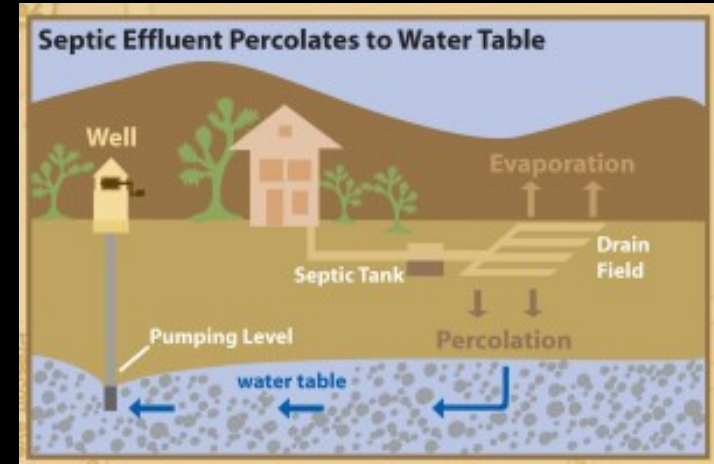 Septic Effluent Percolates to Water Table
Well
Evaporation
Drain
Field
Septic Tank
Pumping Level
Percolation
water table